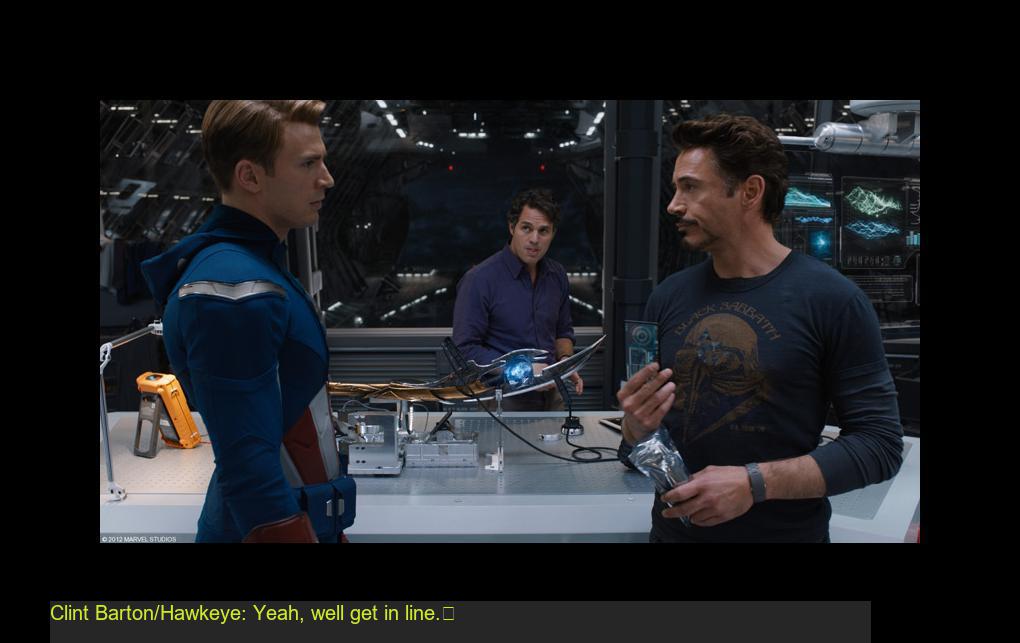 BLACK SABBATH
© 2012 MARVEL STUDIOS
Clint Barton/Hawkeye: Yeah, well get in line.